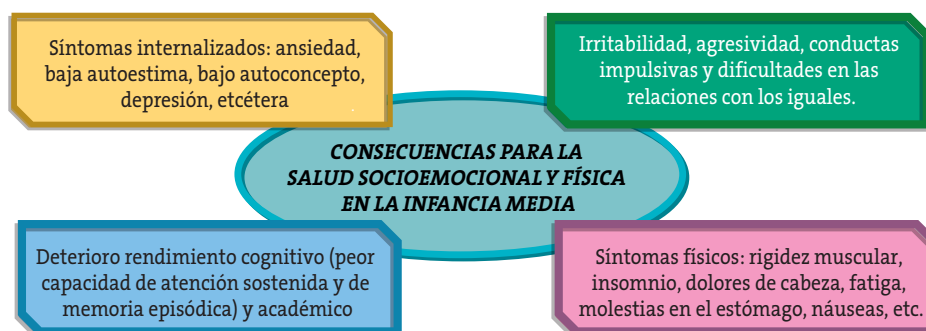 Síntomas internalizados: ansiedad,
baja autoestima, bajo autoconcepto,
depresión, etcétera
Irritabilidad, agresividad, conductas
impulsivas y dificultades en las
relaciones con los iguales.
CONSECUENCIAS PARA LA
SALUD SOCIOEMOCIONAL Y FÍSICA
EN LA INFANCIA MEDIA
Deterioro rendimiento cognitivo (peor
capacidad de atención sostenida y de
memoria episódica) y académico
Síntomas físicos: rigidez muscular,
insomnio, dolores de cabeza, fatiga,
molestias en el estómago, náuseas, etc.